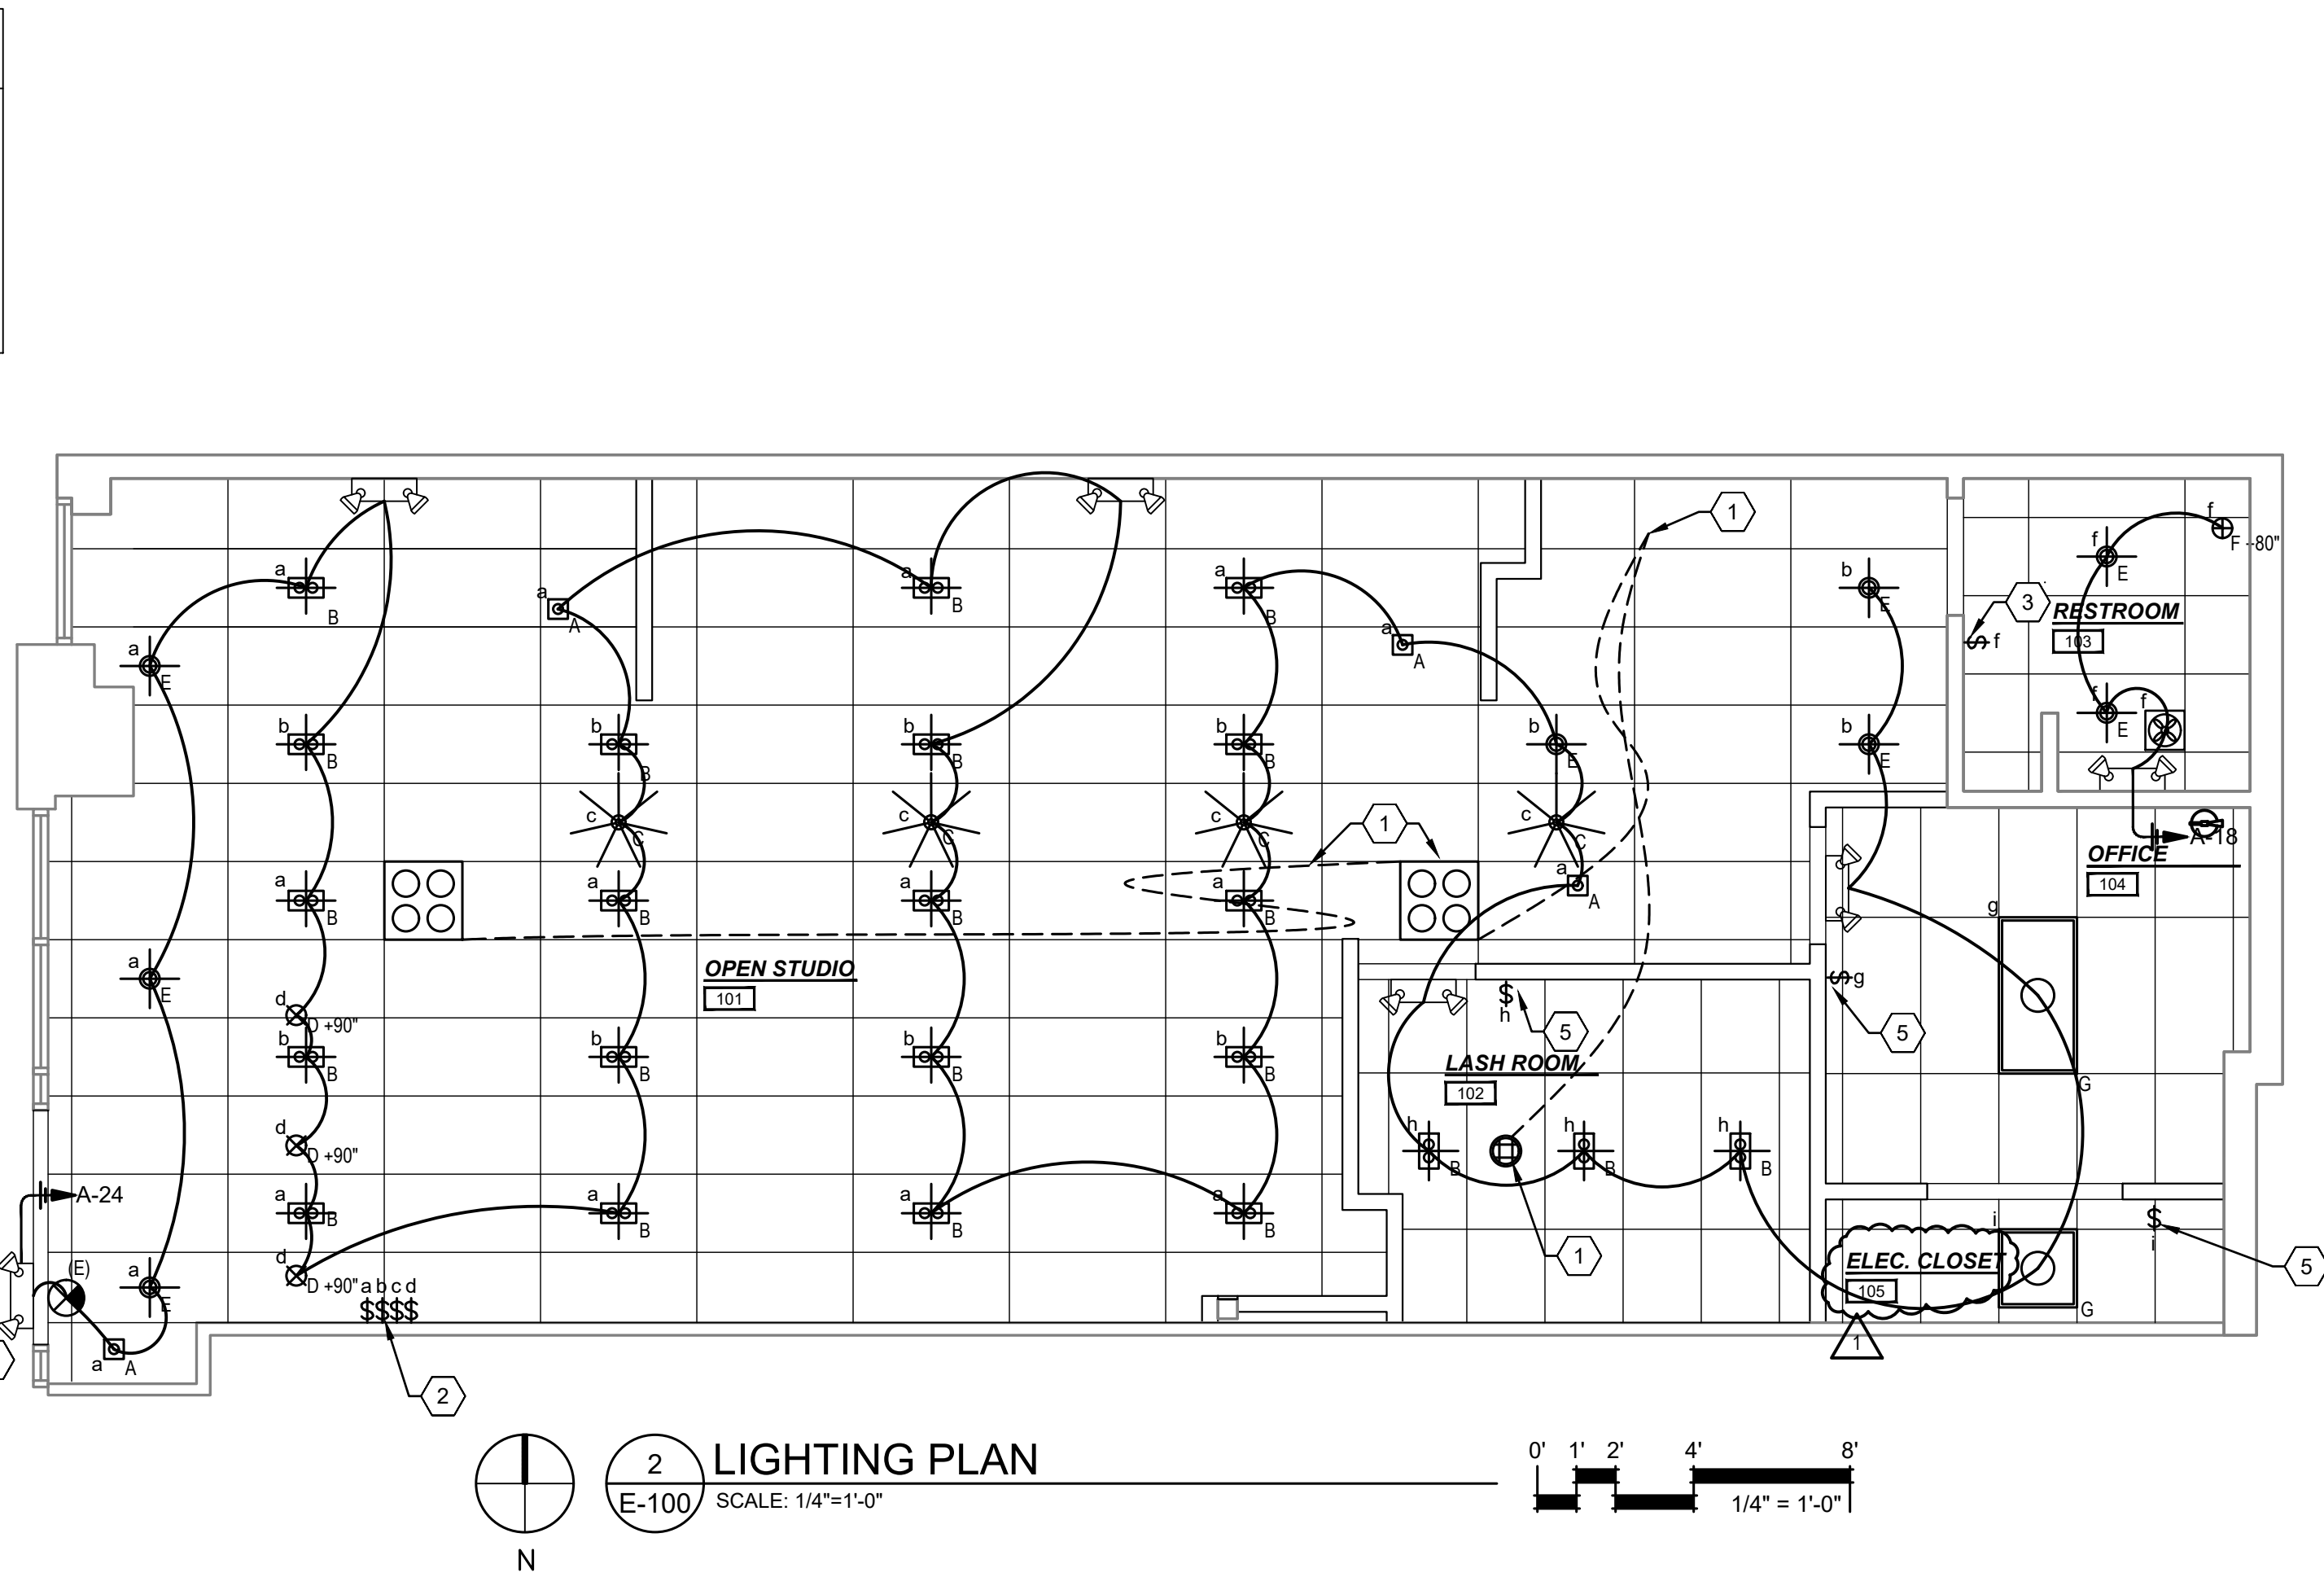 1
f
F +80"
a
B
a
A
a
B
a
B
b
E
f
E
3
RESTROOM
103
f
a
E
a
A
f
E
f
b
B
b
B
b
B
b
B
b
E
b
E
c
C
c
C
c
C
c
C
1
A-18
OFFICE
104
a
B
a
B
a
B
a
B
a
A
g
G
a
E
OPEN STUDIO
101
d
D +90"
$
h
5
$ g
5
b
B
b
B
b
B
b
B
LASH ROOM
102
d
D +90"
h
B
h
B
h
B
1
A-24
a
B
a
B
a
B
a
B
i
G
$
i
5
ELEC. CLOSET
105
1
(E)
a
E
d
D +90"
a b c d
$$$$
2
a
A
2
E-100
LIGHTING PLAN
SCALE: 1/4"=1'-0"
N
0' 1' 2' 4' 8'
1/4" = 1'-0"